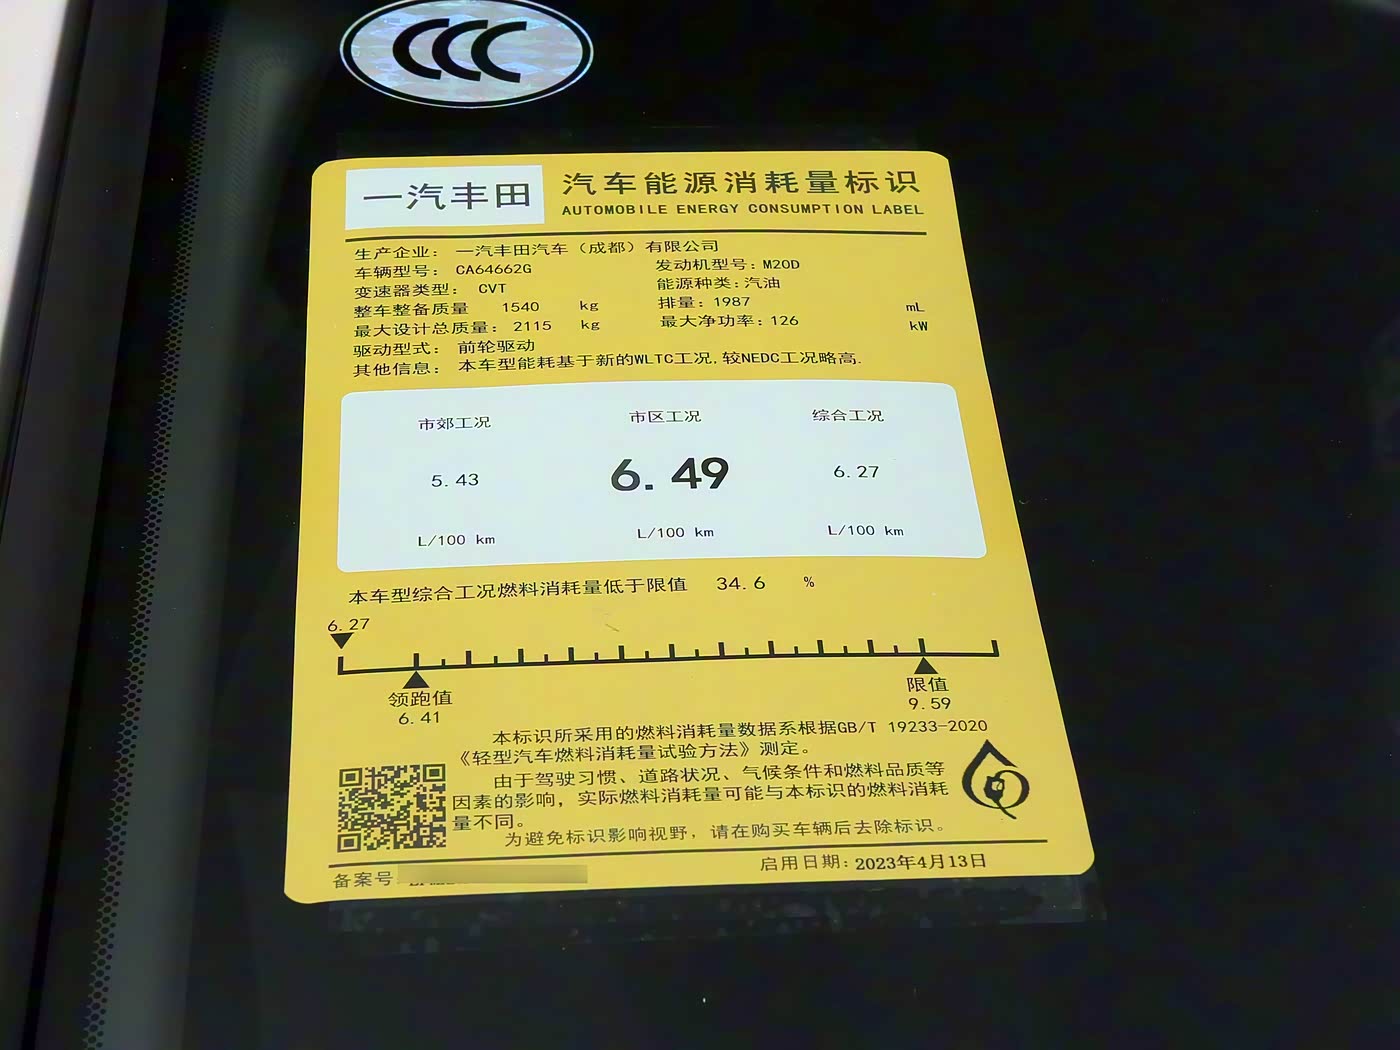 CCC
一汽丰田
汽车能源消耗量标识
AUTOMOBILE ENERGY CONSUMPTION LABEL
生产企业： 一汽丰田汽车（成都）有限公司
车辆型号： CA64662G 发动机型号：M20D
变速器类型： CVT 能源种类：汽油
整车整备质量 1540 kg 排量：1987 mL
最大设计总质量： 2115 kg 最大净功率：126 kW
驱动型式： 前轮驱动
其他信息： 本车型能耗基于新的WLTC工况,较NEDC工况略高.
市郊工况 市区工况 综合工况
5.43 6.49 6.27
L/100 km L/100 km L/100 km
本车型综合工况燃料消耗量低于限值 34.6 %
6.27
领跑值 限值
6.41 9.59
本标识所采用的燃料消耗量数据系根据GB/T 19233-2020
《轻型汽车燃料消耗量试验方法》测定。
由于驾驶习惯、道路状况、气候条件和燃料品质等
因素的影响，实际燃料消耗量可能与本标识的燃料消耗
量不同。
为避免标识影响视野，请在购买车辆后去除标识。
备案号 启用日期：2023年4月13日